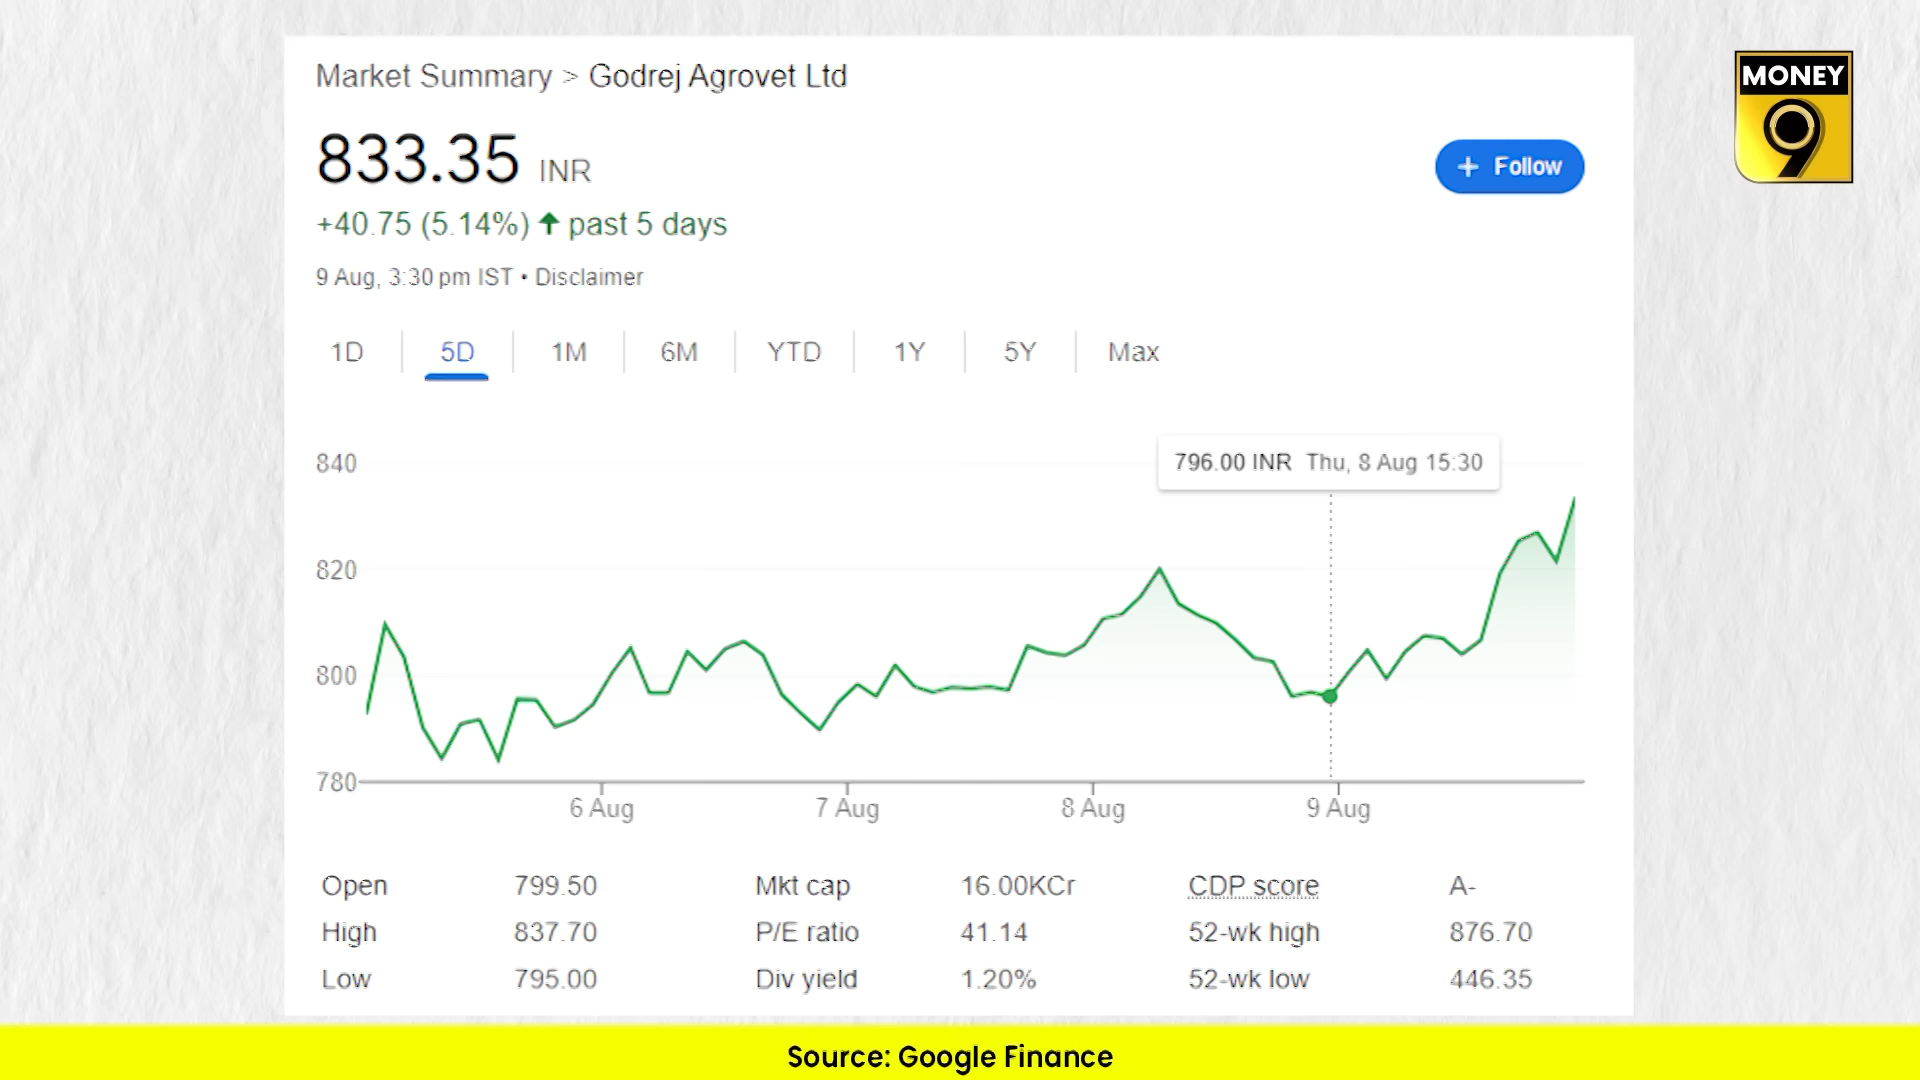 Market Summary > Godrej Agrovet Ltd
MONEY
9
833.35 INR
+ Follow
+40.75 (5.14%) ↑ past 5 days
9 Aug, 3:30 pm IST • Disclaimer
1D 5D 1M 6M YTD 1Y 5Y Max
796.00 INR Thu, 8 Aug 15:30
840
820
800
780
6 Aug 7 Aug 8 Aug 9 Aug
Open 799.50 Mkt cap 16.00KCr CDP score A-
High 837.70 P/E ratio 41.14 52-wk high 876.70
Low 795.00 Div yield 1.20% 52-wk low 446.35
Source: Google Finance